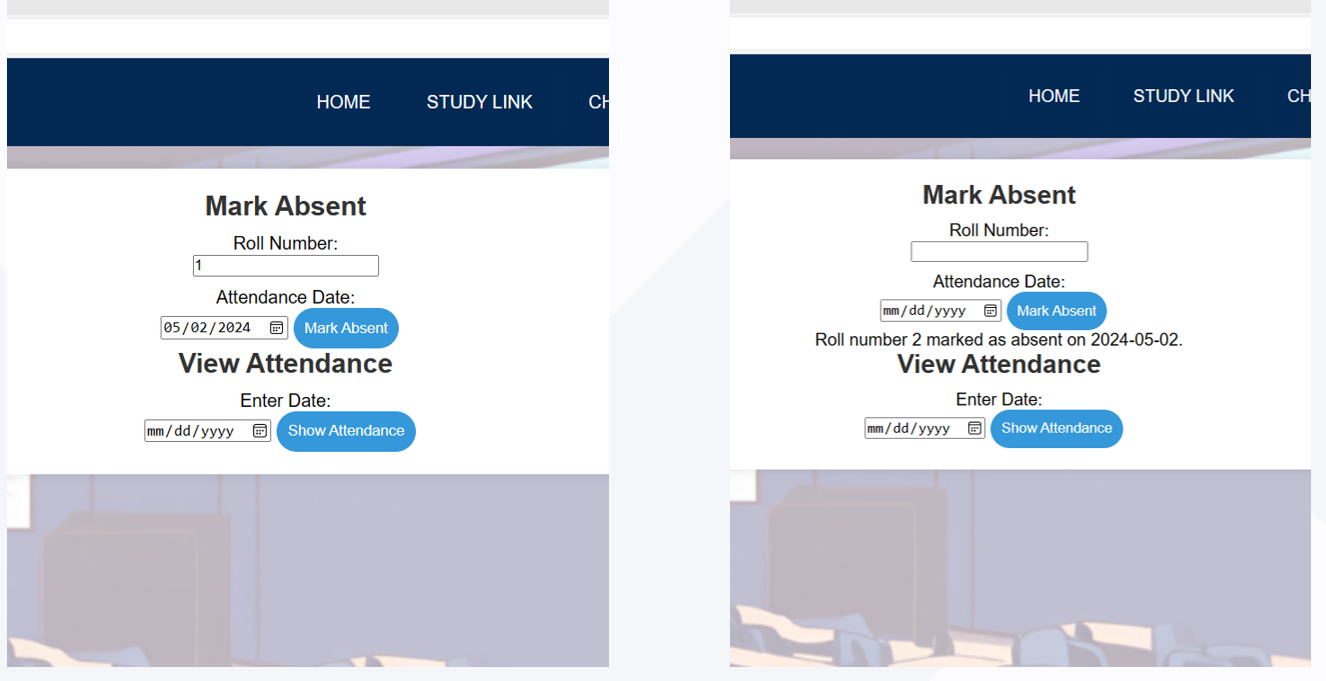 HOME STUDY LINK CH
Mark Absent
Roll Number:
1
Attendance Date:
05/02/2024 Mark Absent
View Attendance
Enter Date:
mm/dd/yyyy Show Attendance
HOME STUDY LINK CH
Mark Absent
Roll Number:
Attendance Date:
mm/dd/yyyy Mark Absent
Roll number 2 marked as absent on 2024-05-02.
View Attendance
Enter Date:
mm/dd/yyyy Show Attendance